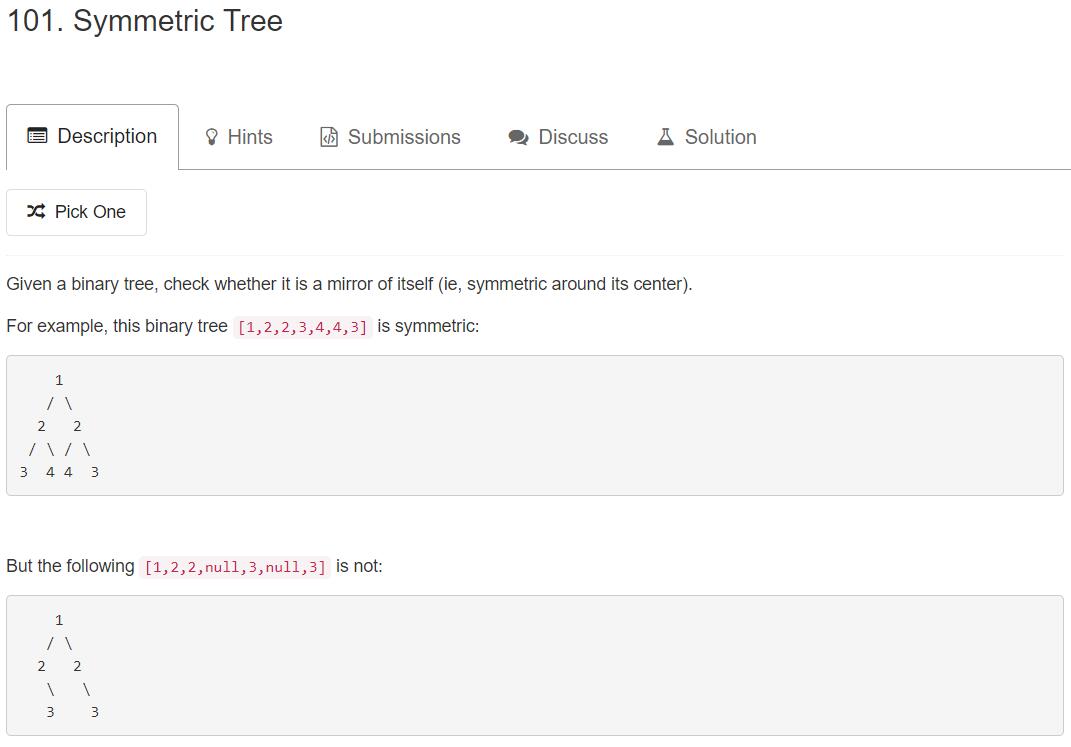 101. Symmetric Tree
Description Hints Submissions Discuss Solution
Pick One
Given a binary tree, check whether it is a mirror of itself (ie, symmetric around its center).
For example, this binary tree [1,2,2,3,4,4,3] is symmetric:
    1
   / \
  2   2
 / \ / \
3  4 4  3
But the following [1,2,2,null,3,null,3] is not:
    1
   / \
  2   2
   \   \
   3    3